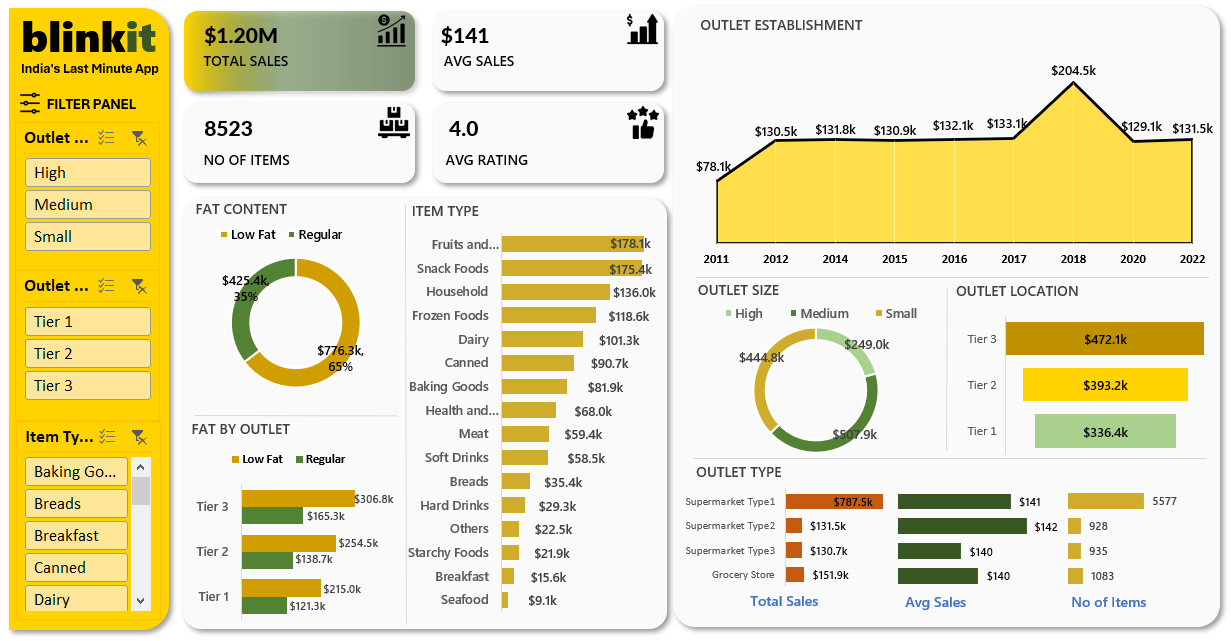 blinkit
India's Last Minute App
FILTER PANEL
Outlet ...
High
Medium
Small
Outlet ...
Tier 1
Tier 2
Tier 3
Item Ty...
Baking Go...
Breads
Breakfast
Canned
Dairy
$1.20M
TOTAL SALES
$141
AVG SALES
8523
NO OF ITEMS
4.0
AVG RATING
FAT CONTENT
Low Fat Regular
$425.4k,
35%
$776.3k,
65%
FAT BY OUTLET
Low Fat Regular
Tier 3 $306.8k
$165.3k
Tier 2 $254.5k
$138.7k
Tier 1 $215.0k
$121.3k
ITEM TYPE
Fruits and... $178.1k
Snack Foods $175.4k
Household $136.0k
Frozen Foods $118.6k
Dairy $101.3k
Canned $90.7k
Baking Goods $81.9k
Health and... $68.0k
Meat $59.4k
Soft Drinks $58.5k
Breads $35.4k
Hard Drinks $29.3k
Others $22.5k
Starchy Foods $21.9k
Breakfast $15.6k
Seafood $9.1k
OUTLET ESTABLISHMENT
$78.1k $130.5k $131.8k $130.9k $132.1k $133.1k $204.5k $129.1k $131.5k
2011 2012 2014 2015 2016 2017 2018 2020 2022
OUTLET SIZE
High Medium Small
$444.8k $249.0k
$507.9k
OUTLET LOCATION
Tier 3 $472.1k
Tier 2 $393.2k
Tier 1 $336.4k
OUTLET TYPE
Supermarket Type1 $787.5k $141 5577
Supermarket Type2 $131.5k $142 928
Supermarket Type3 $130.7k $140 935
Grocery Store $151.9k $140 1083
Total Sales Avg Sales No of Items